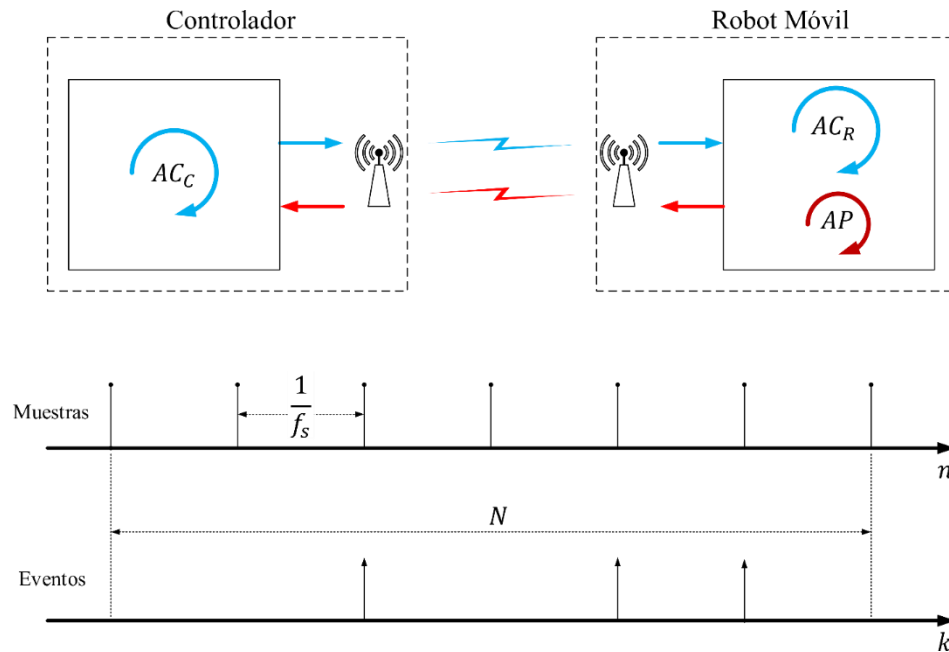 Controlador
Robot Móvil
AC_C
AC_R
AP
Muestras
1
f_s
n
N
Eventos
k